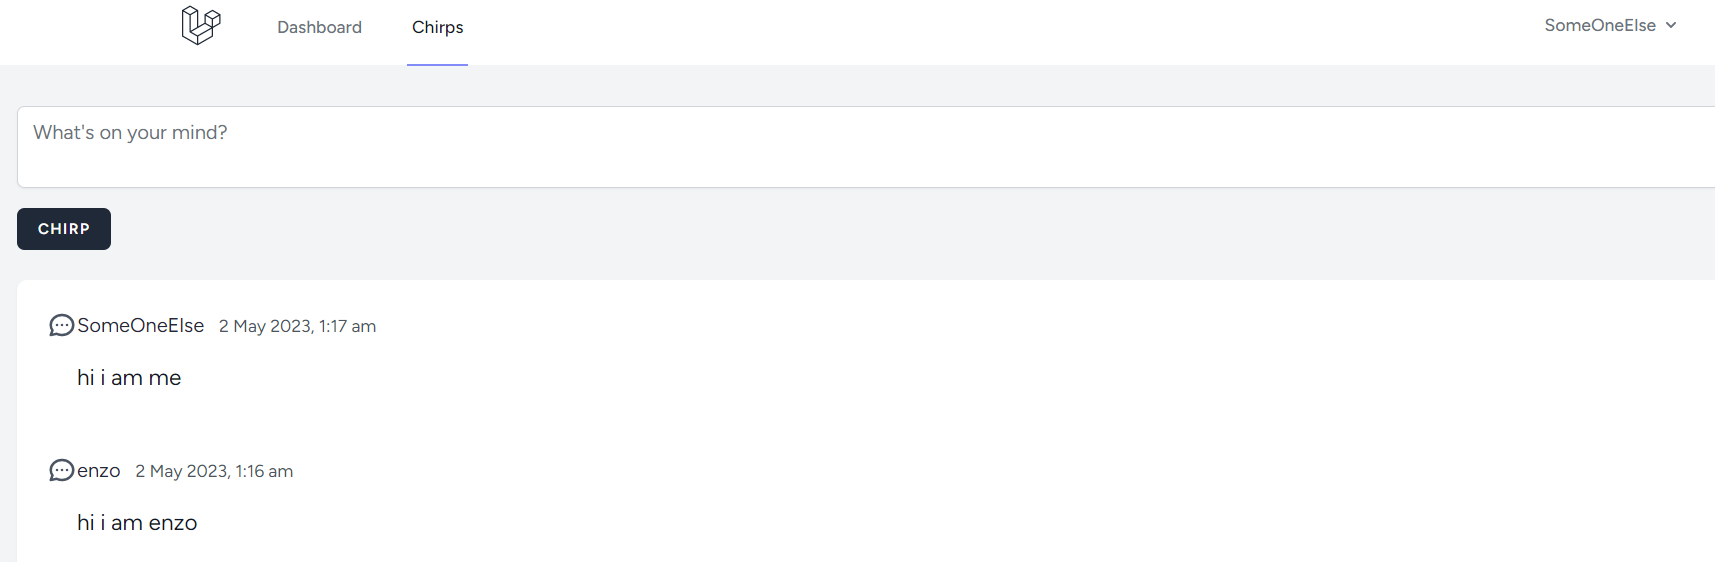 Dashboard Chirps SomeOneElse
What's on your mind?
CHIRP
SomeOneElse 2 May 2023, 1:17 am
hi i am me
enzo 2 May 2023, 1:16 am
hi i am enzo